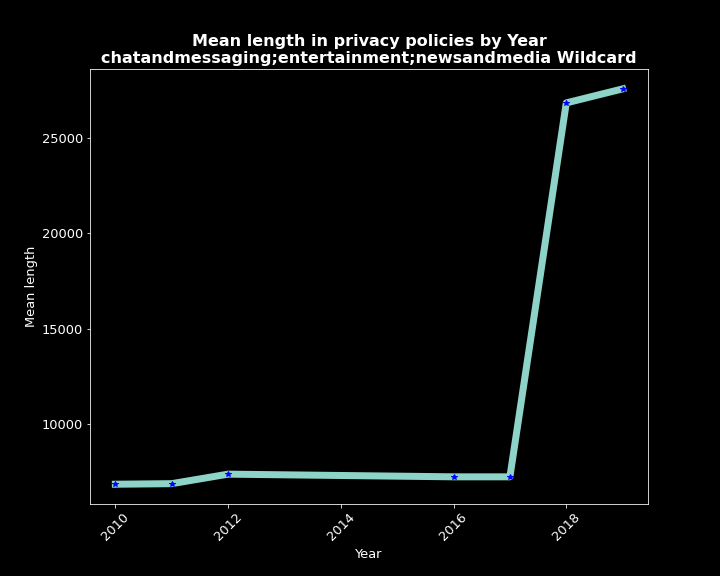 Mean length in privacy policies by Year
chatandmessaging;entertainment;newsandmedia Wildcard
25000
20000
15000
10000
Mean length
2010
2012
2014
2016
2018
Year